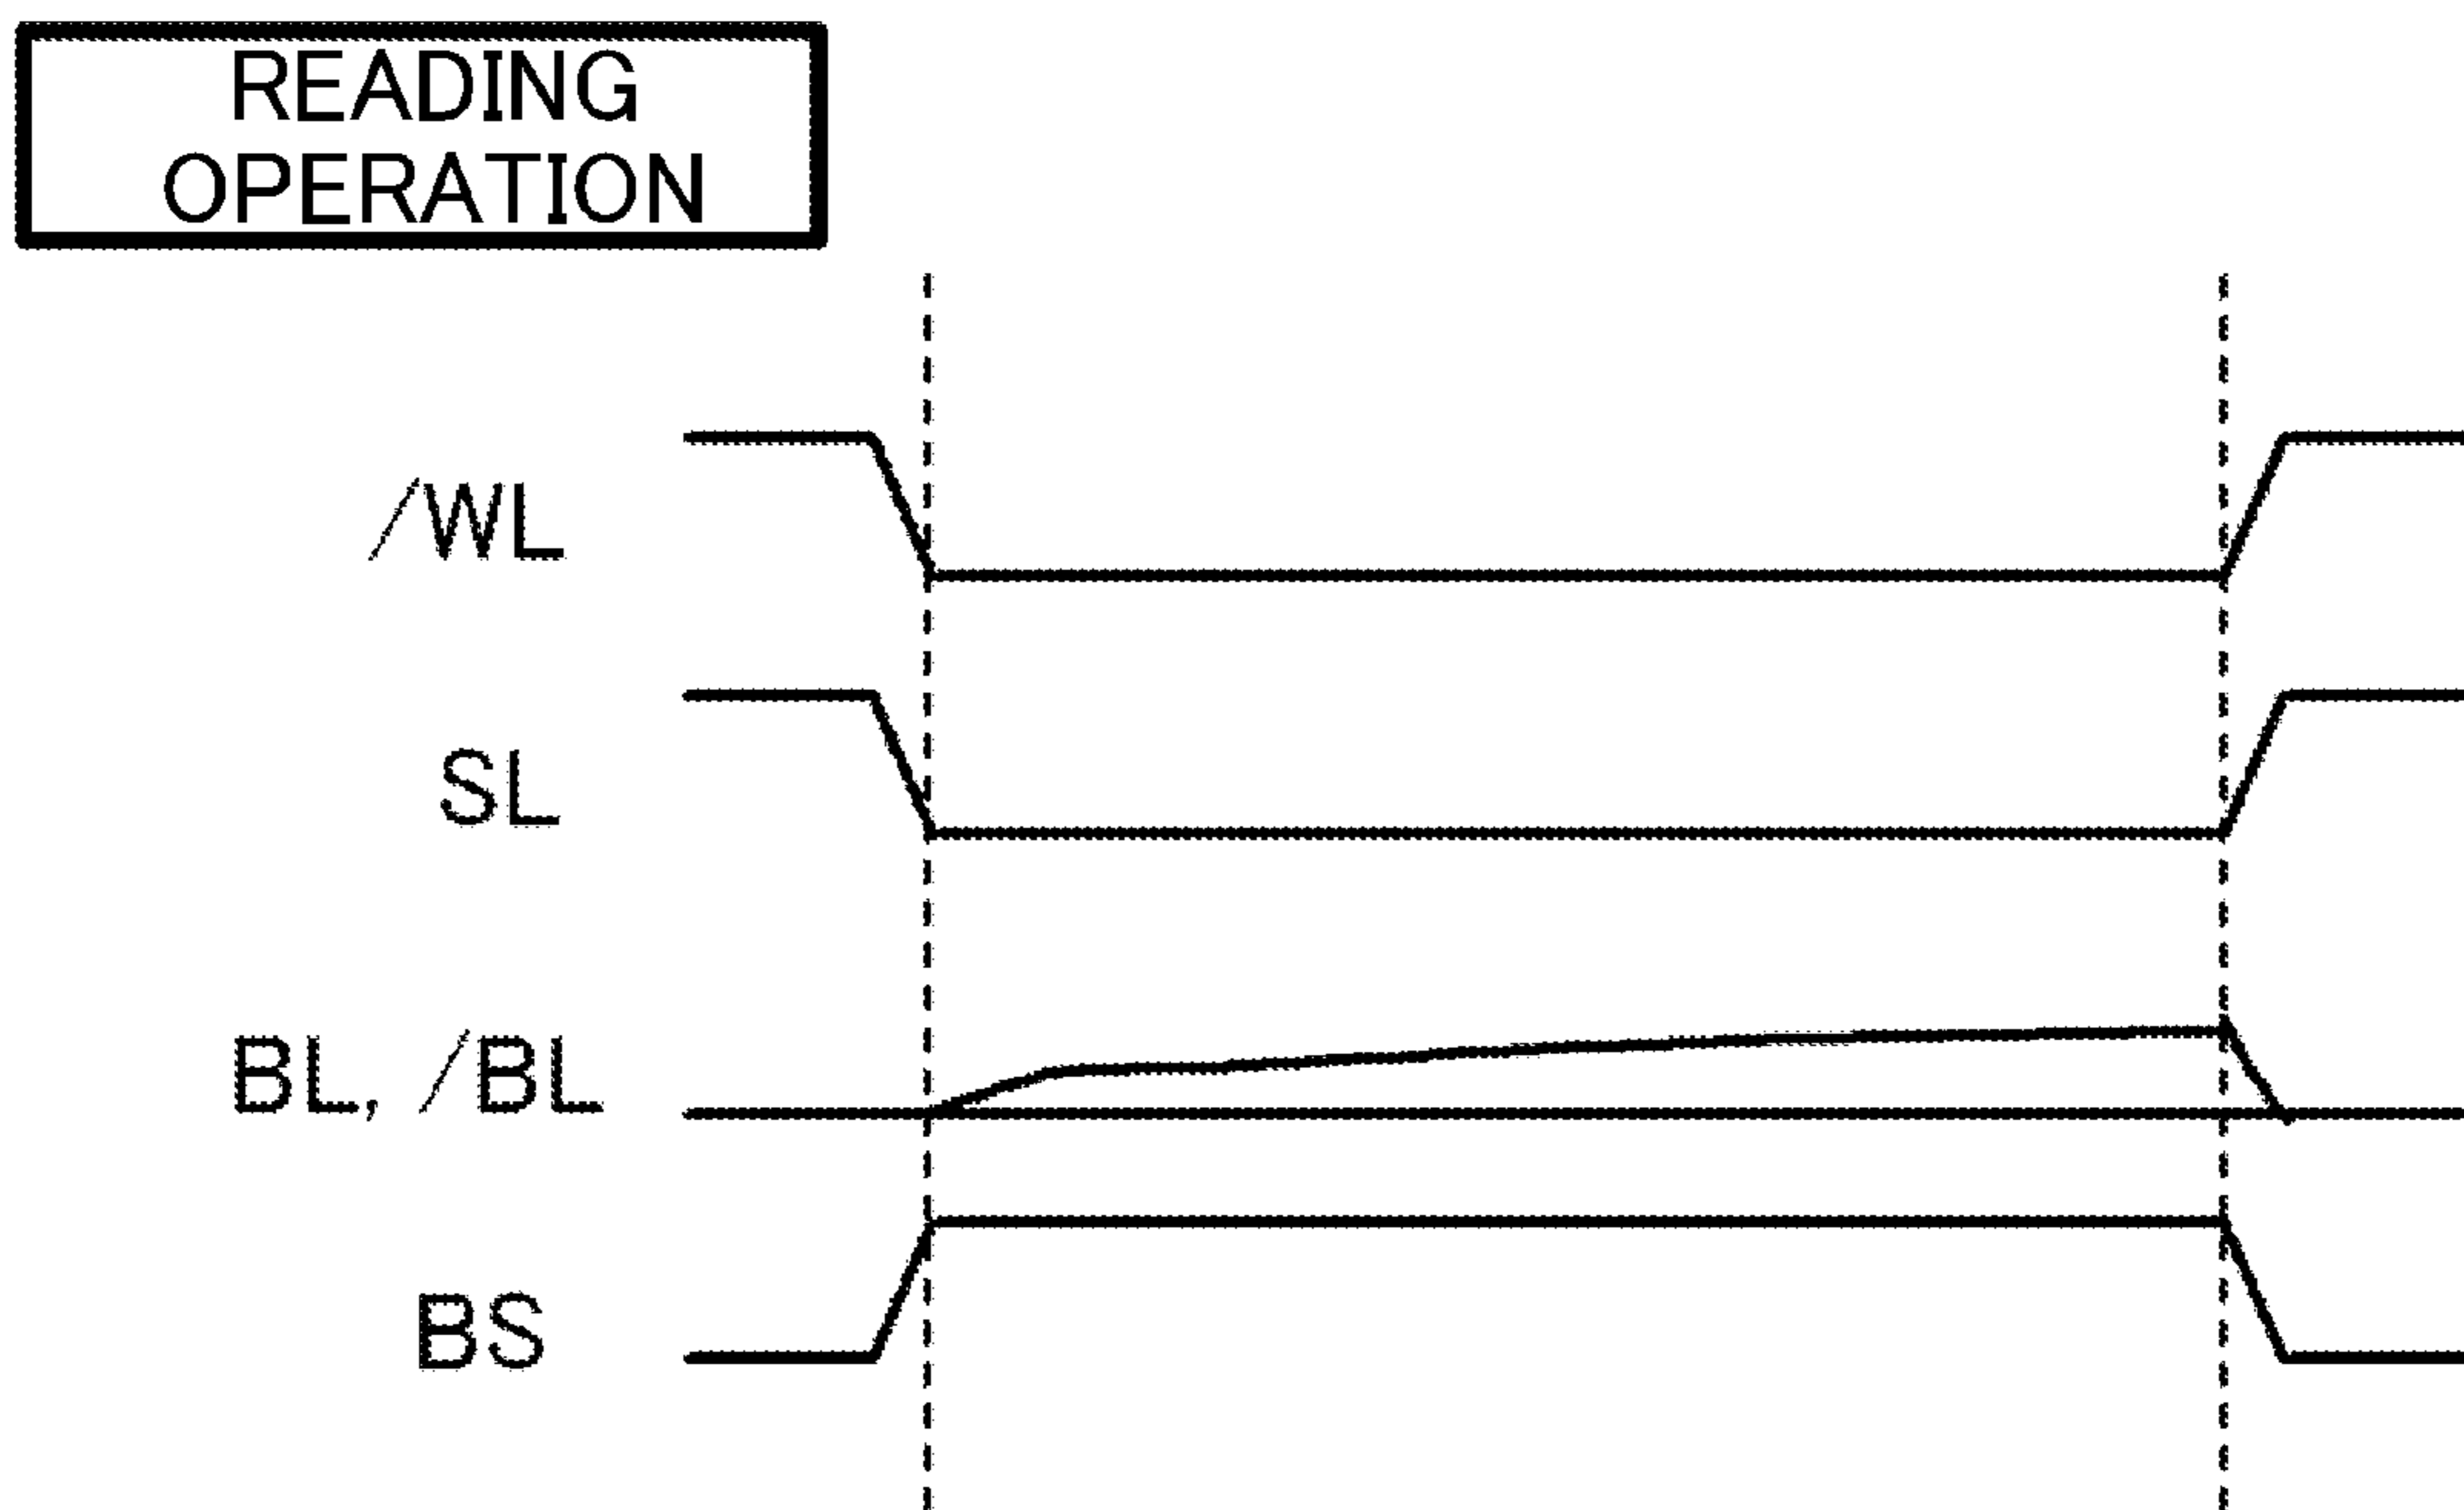 READING
OPERATION
/WL
SL
BL, /BL
BS